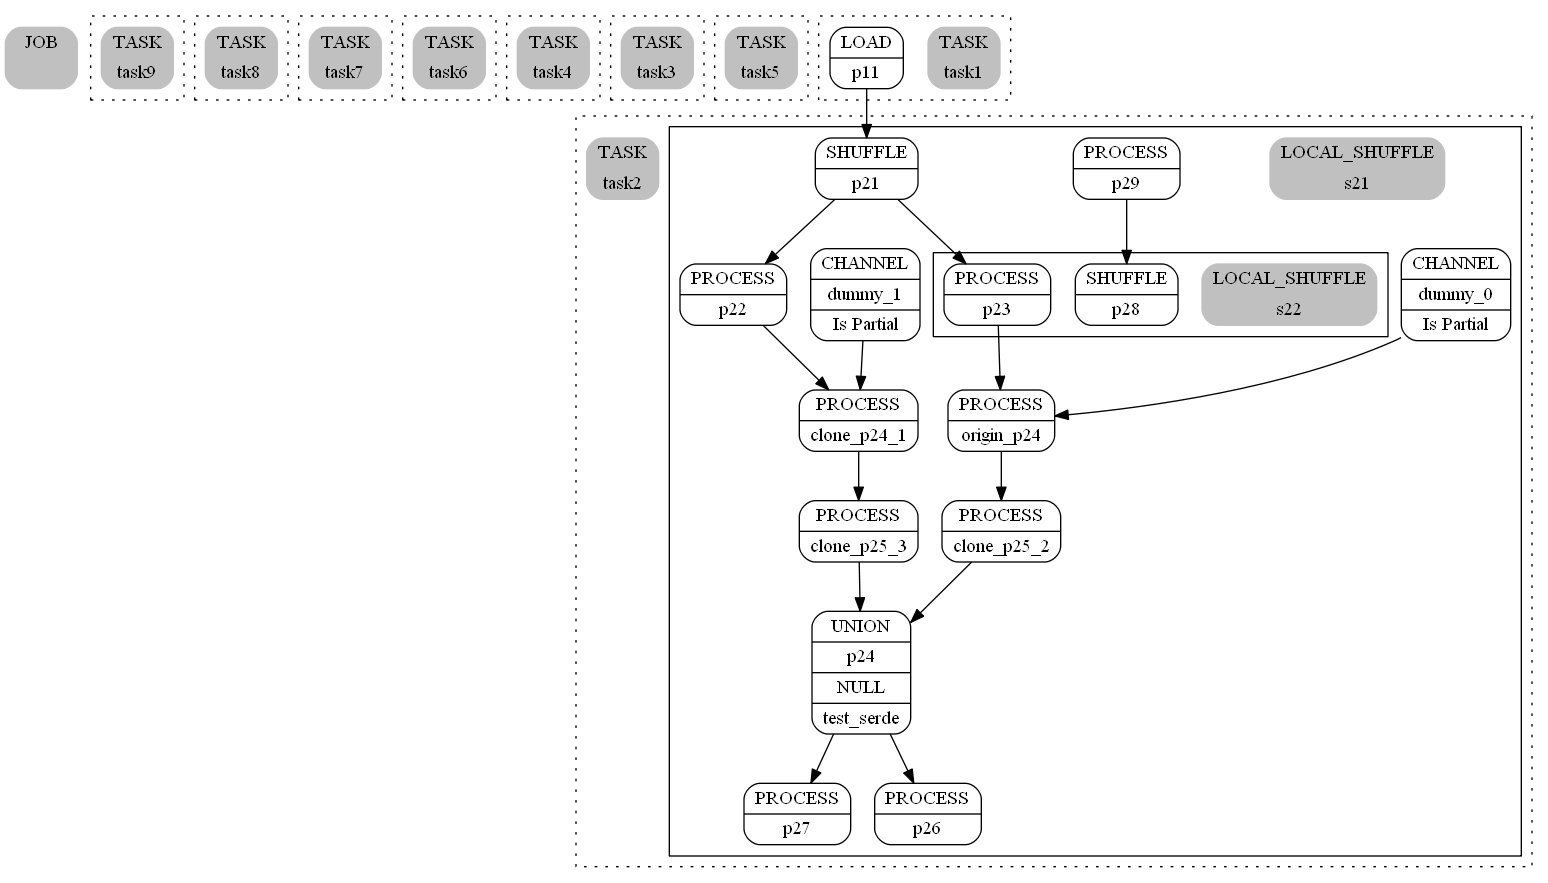 JOB
TASK
task9
TASK
task8
TASK
task7
TASK
task6
TASK
task4
TASK
task3
TASK
task5
LOAD
p11
TASK
task1
TASK
task2
SHUFFLE
p21
PROCESS
p29
LOCAL_SHUFFLE
s21
PROCESS
p22
CHANNEL
dummy_1
Is Partial
PROCESS
p23
SHUFFLE
p28
LOCAL_SHUFFLE
s22
CHANNEL
dummy_0
Is Partial
PROCESS
clone_p24_1
PROCESS
origin_p24
PROCESS
clone_p25_3
PROCESS
clone_p25_2
UNION
p24
NULL
test_serde
PROCESS
p27
PROCESS
p26